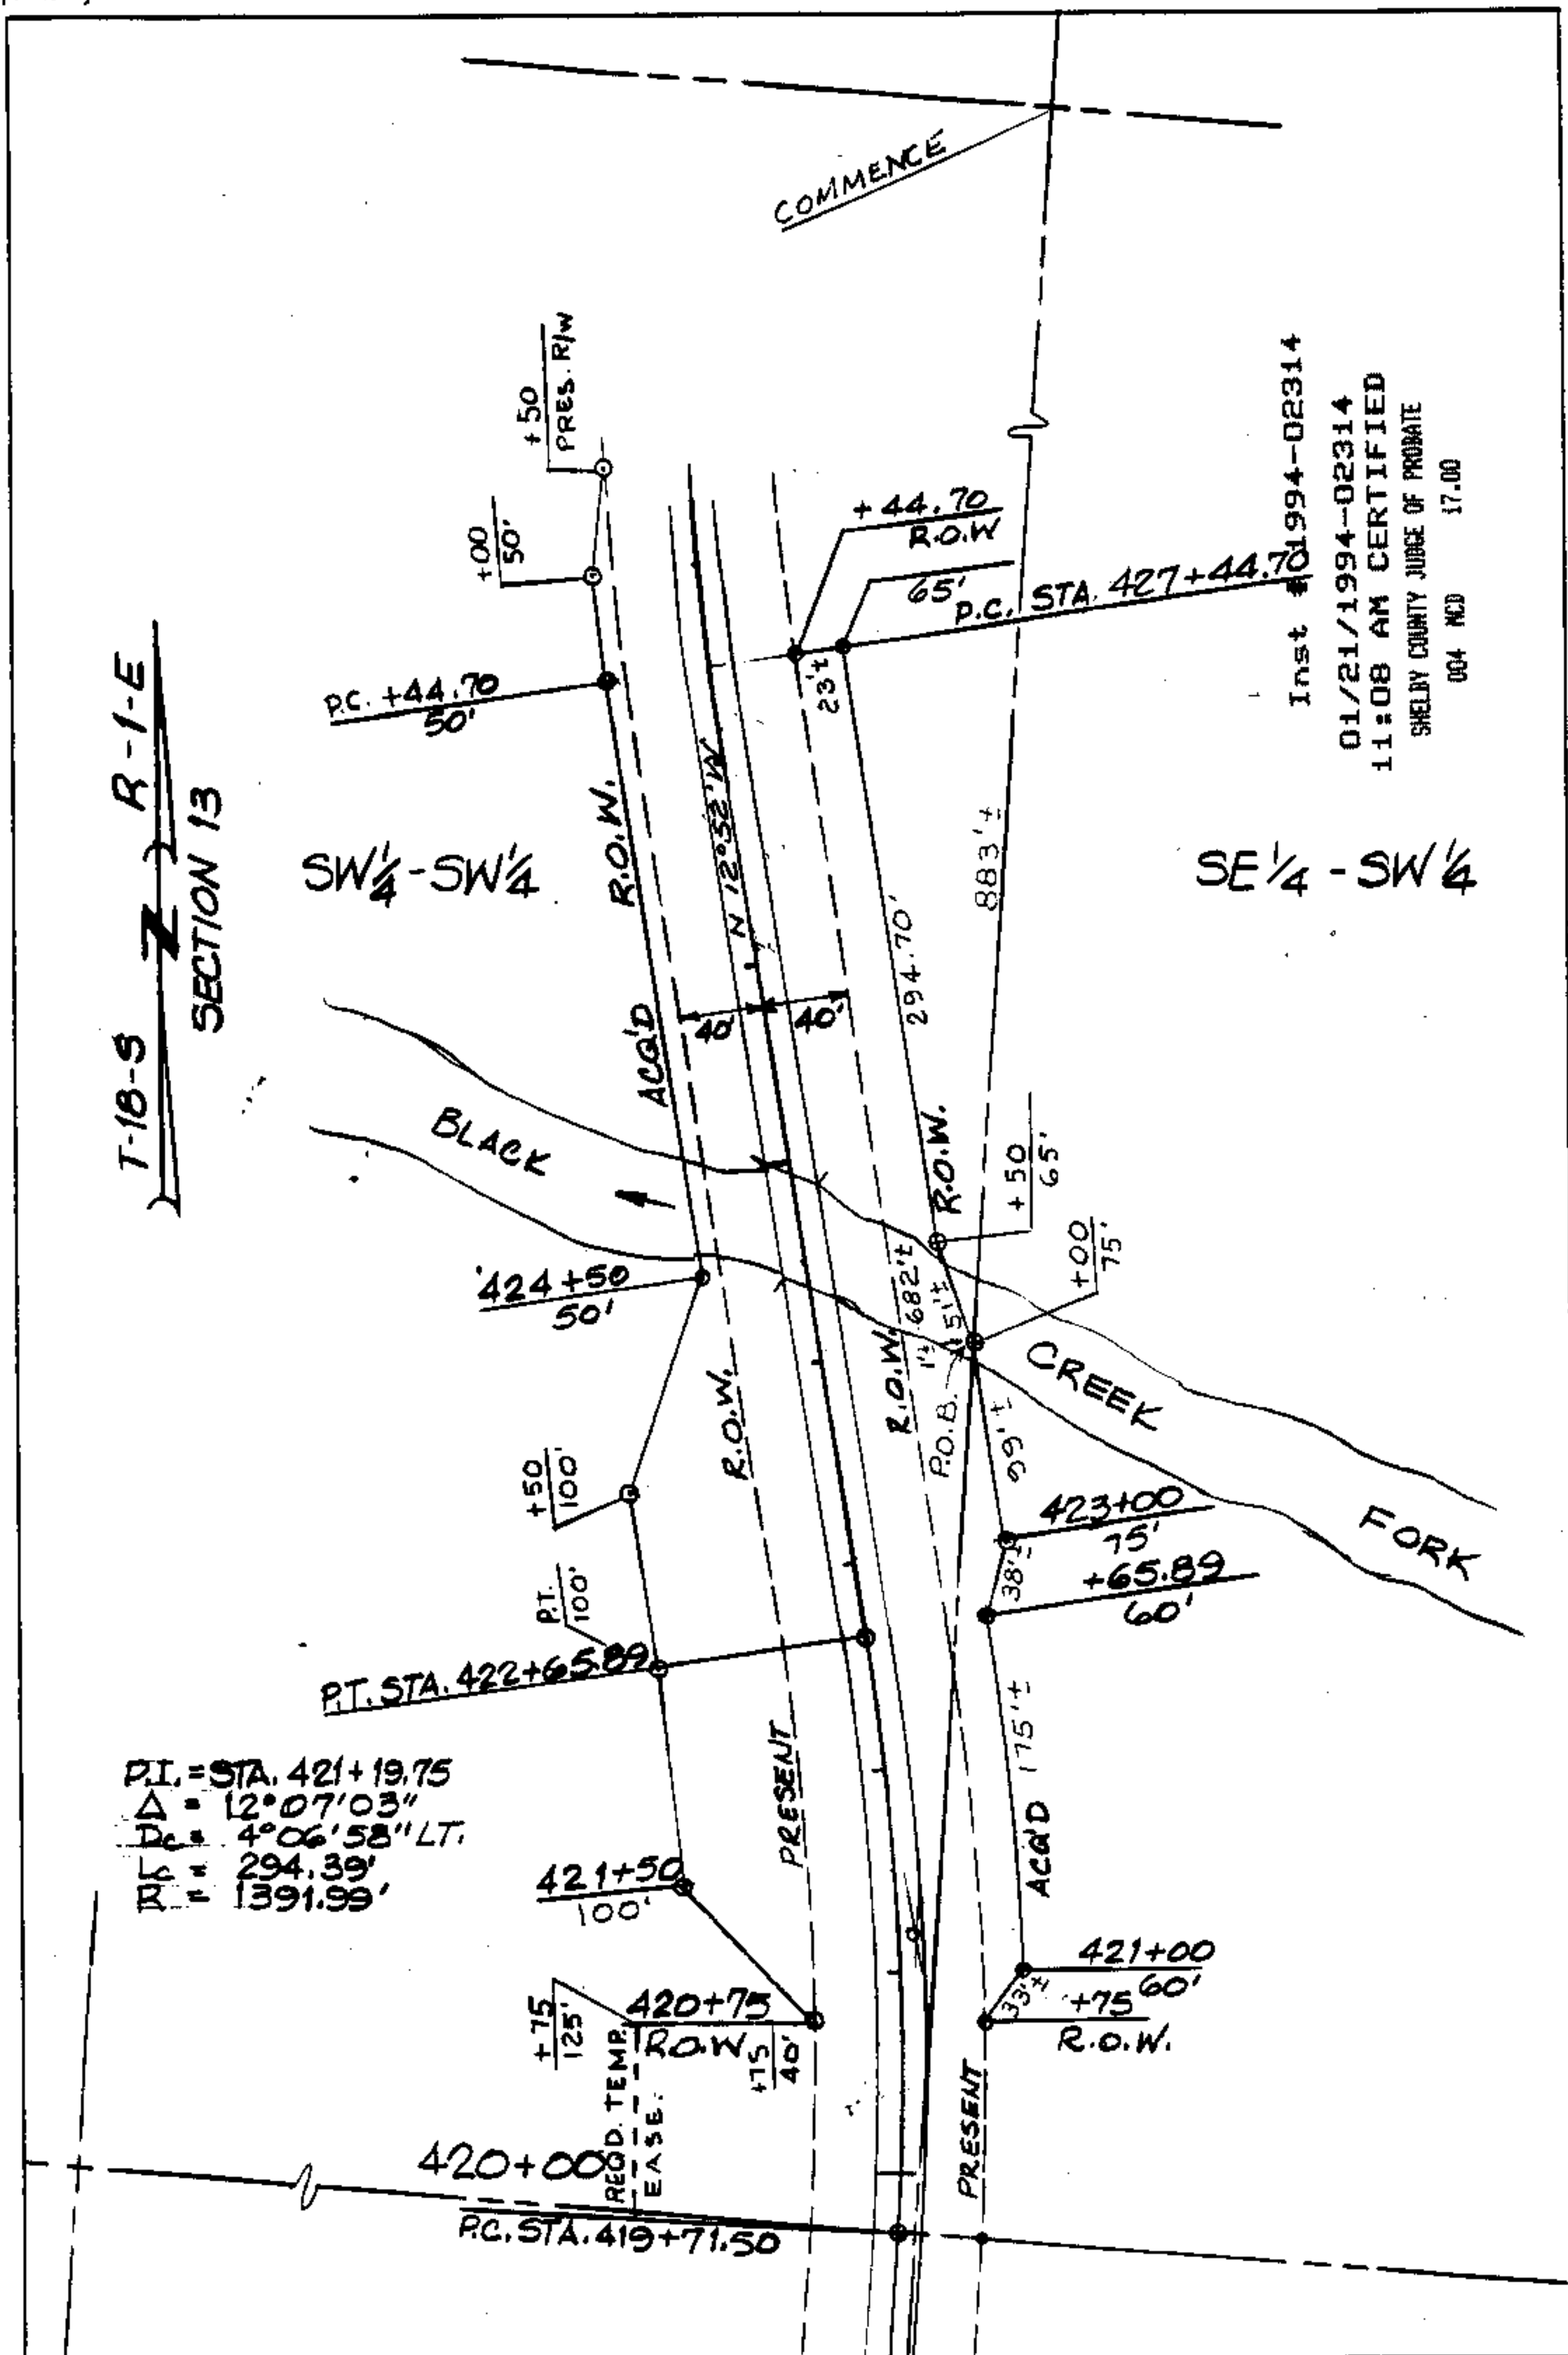 COMMENCE
+50
PRES. R/W
+00
50'
+44.70
R.O.W
65'
P.C. STA. 427+44.70
23'±
P.C. +44.70
50'
T-18-S Z R-1-E
SECTION 13
SW¼-SW¼
SE¼-SW¼
Inst # 1994-02314
01/21/1994-02314
11:08 AM CERTIFIED
SHELBY COUNTY JUDGE OF PROBATE
004 MCD 17.00
ACQ'D R.O.W.
N 12°52'W
883'±
294.70'
40'
40'
BLACK
CREEK
FORK
R.O.W.
+50
65'
+00
75'
424+50
50'
682'±
1'±
51'±
R.O.W.
P.O.B.
99'±
423+00
75'
38'±
+65.89
60'
+50
100'
P.T.
100'
P.T. STA. 422+65.89
PRESENT R.O.W.
175'±
ACQ'D
P.I. = STA. 421+19.75
Δ = 12°07'03"
Dc = 4°06'58" LT.
Lc = 294.39'
R = 1391.99'
421+50
100'
421+00
60'
33'±
+75
R.O.W.
+75
125'
420+75
R.O.W.
+75
40'
REQD. TEMP.
EASE.
PRESENT
420+00
P.C. STA. 419+71.50